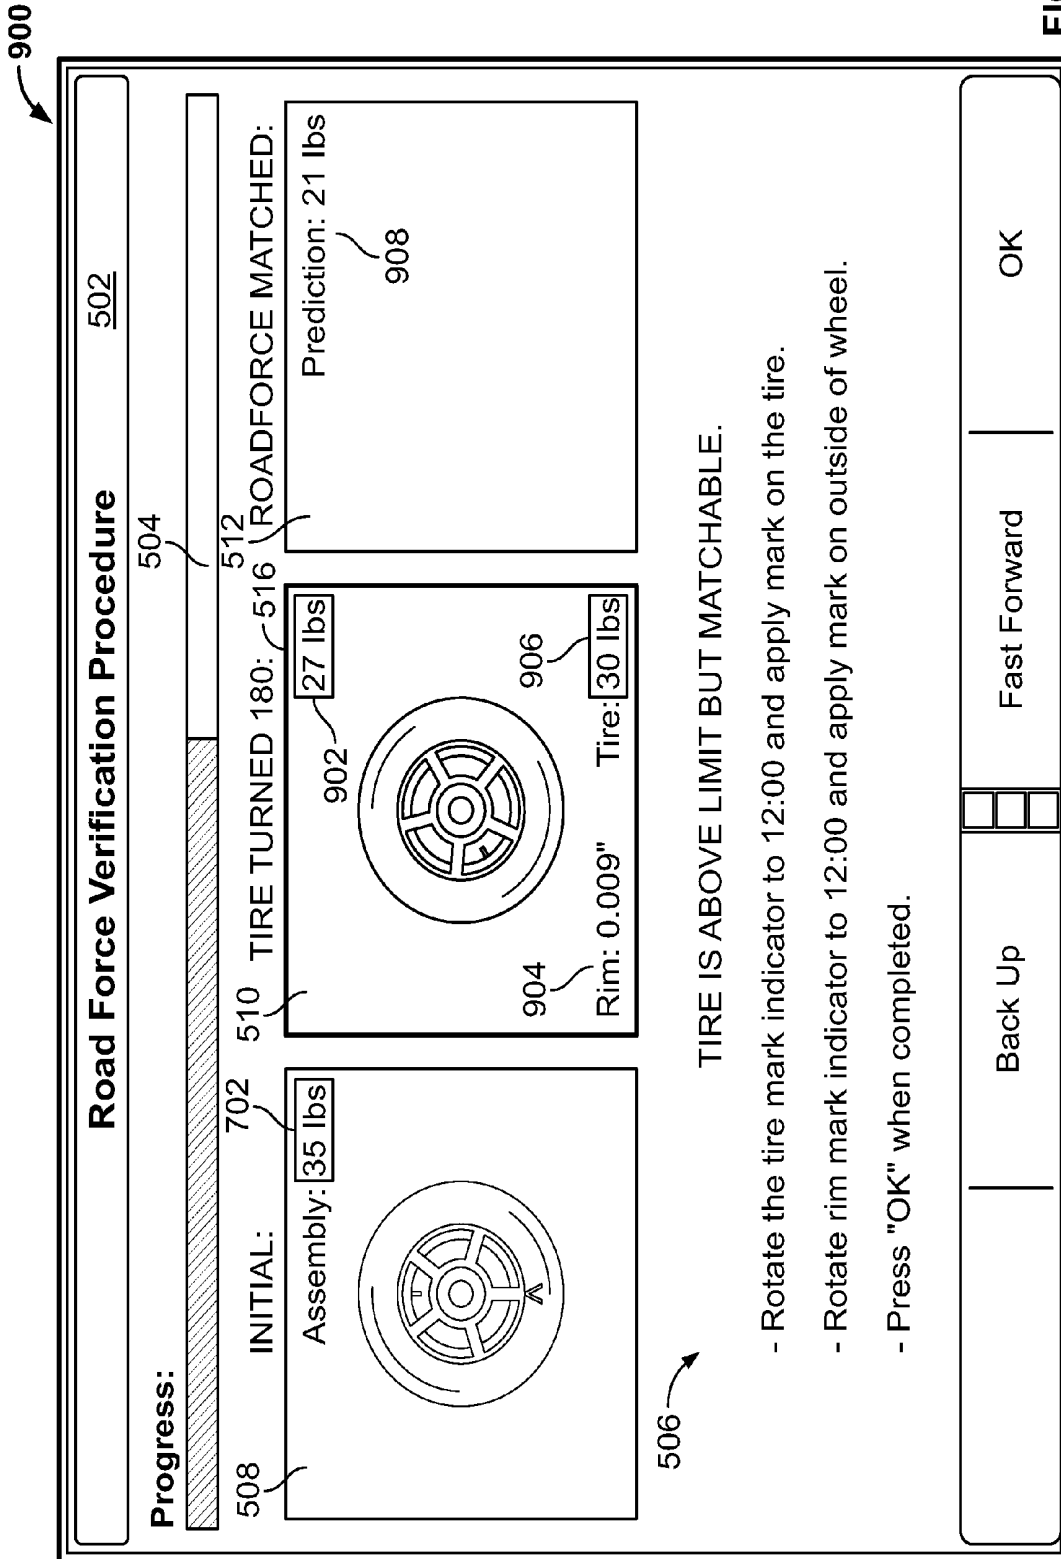 900
Road Force Verification Procedure
502
Progress:
504
508
INITIAL:
702
Assembly: 35 lbs
510
TIRE TURNED 180:
516
902
27 lbs
904
Rim: 0.009"
906
Tire: 30 lbs
512
ROADFORCE MATCHED:
Prediction: 21 lbs
908
506
TIRE IS ABOVE LIMIT BUT MATCHABLE.
- Rotate the tire mark indicator to 12:00 and apply mark on the tire.
- Rotate rim mark indicator to 12:00 and apply mark on outside of wheel.
- Press "OK" when completed.
Back Up
Fast Forward
OK